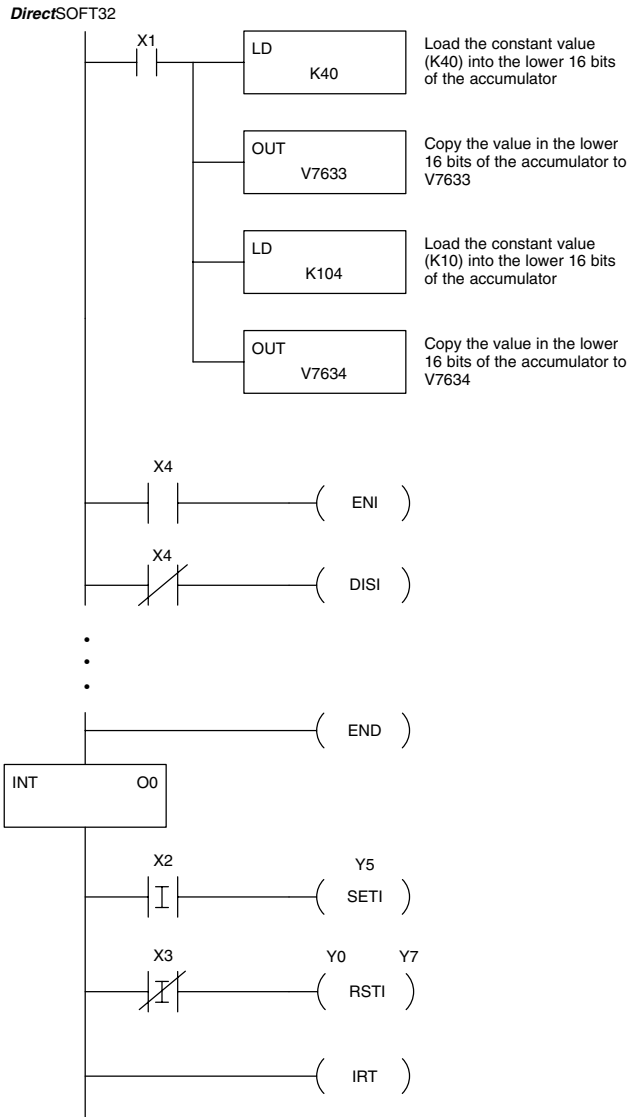 DirectSOFT32
X1
LD
K40
Load the constant value
(K40) into the lower 16 bits
of the accumulator
OUT
V7633
Copy the value in the lower
16 bits of the accumulator to
V7633
LD
K104
Load the constant value
(K10) into the lower 16 bits
of the accumulator
OUT
V7634
Copy the value in the lower
16 bits of the accumulator to
V7634
X4
ENI
X4
DISI
END
INT O0
X2
Y5
SETI
X3
Y0 Y7
RSTI
IRT